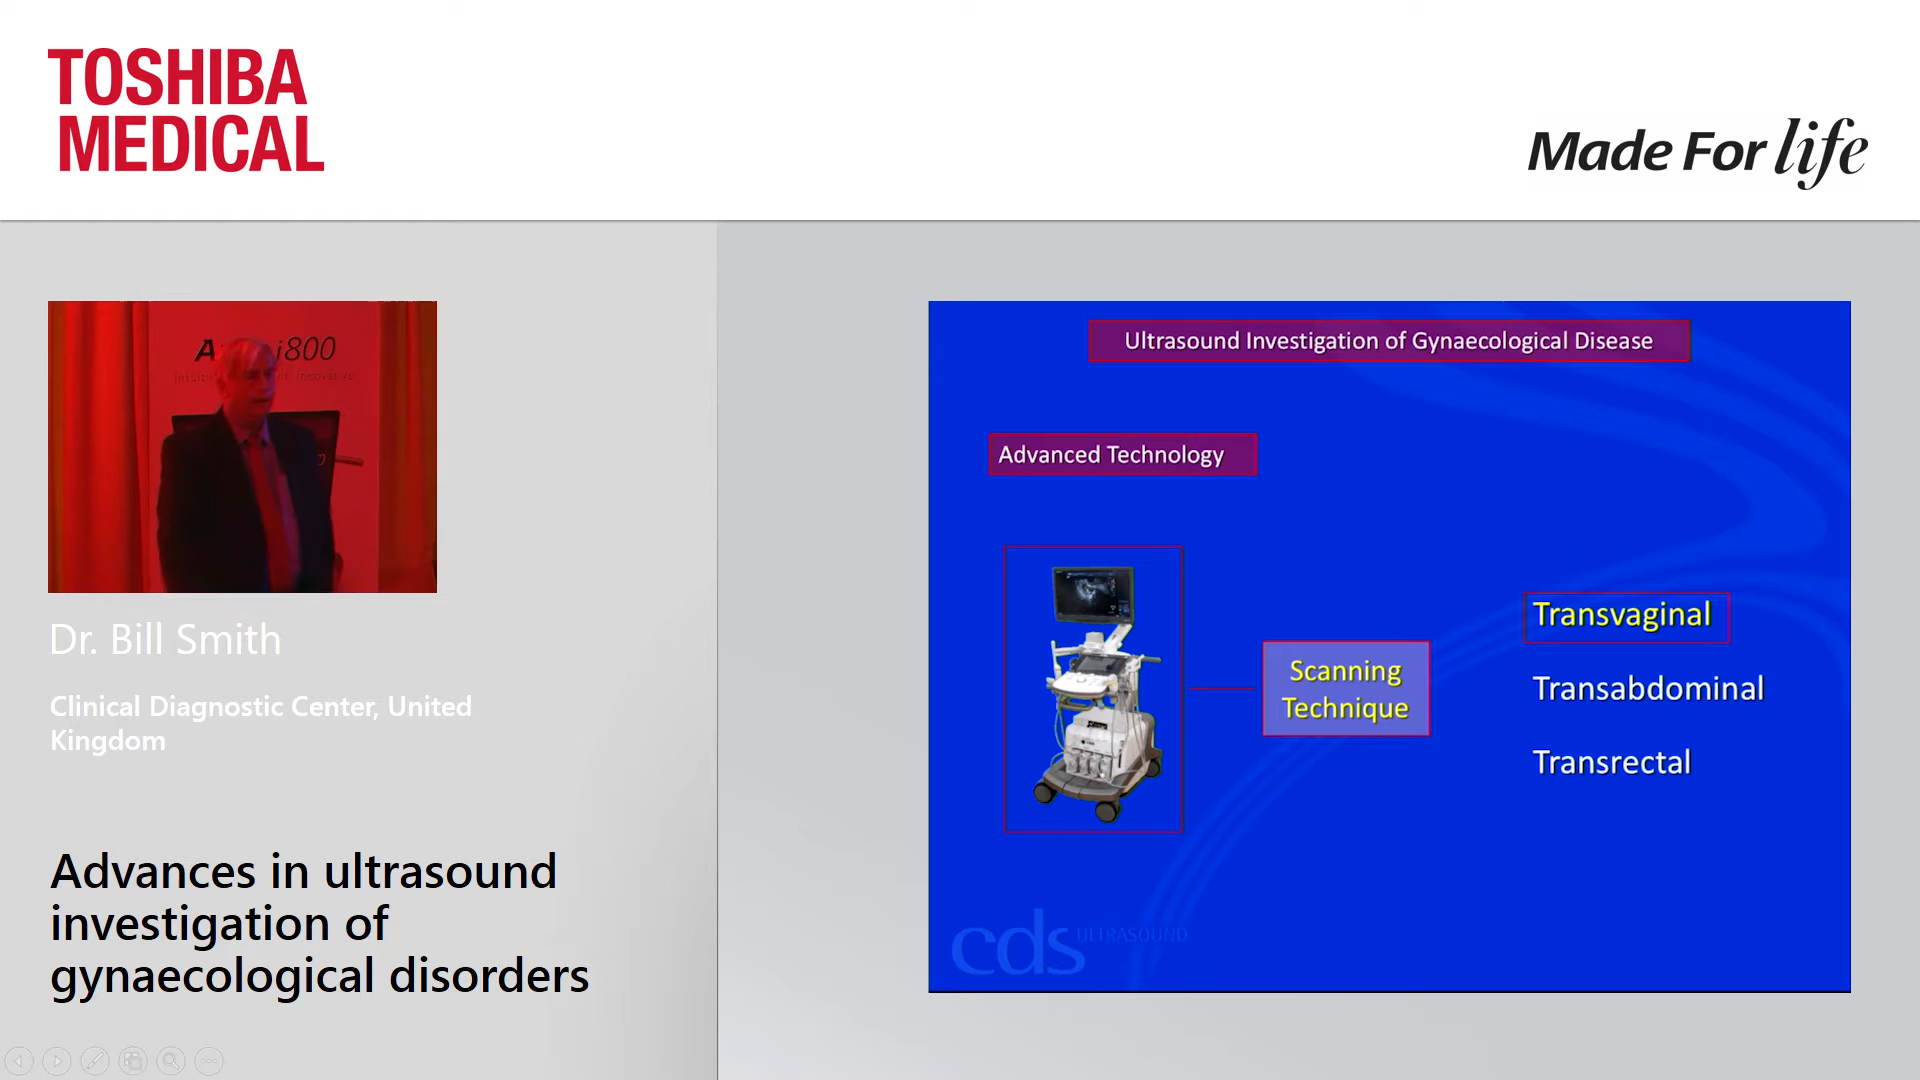 TOSHIBA
MEDICAL
Made For life
i800
Dr. Bill Smith
Clinical Diagnostic Center, United
Kingdom
Advances in ultrasound
investigation of
gynaecological disorders
Ultrasound Investigation of Gynaecological Disease
Advanced Technology
Scanning
Technique
Transvaginal
Transabdominal
Transrectal
cds ULTRASOUND